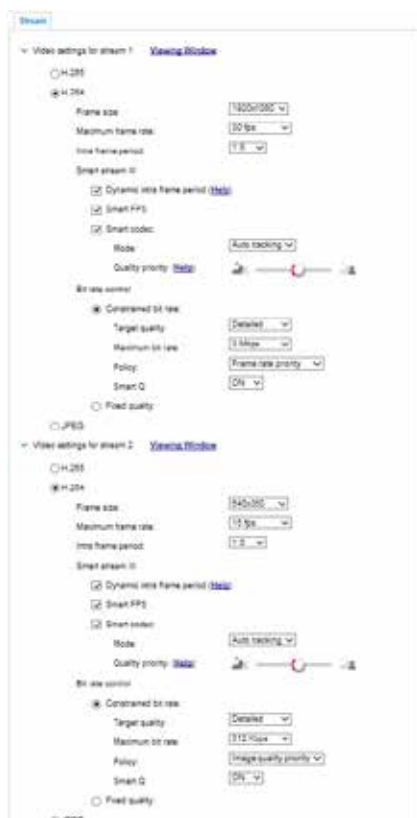 Stream
Video settings for stream 1 Viewing Window
H.265
H.264
Frame size: 1920x1080
Maximum frame rate: 30 fps
Intra frame period: 1 S
Smart stream III
Dynamic intra frame period (Help)
Smart FPS
Smart codec
Mode: Auto tracking
Quality priority (Help)
Bit rate control
Constrained bit rate:
Target quality: Detailed
Maximum bit rate: Mbps
Policy: Frame rate priority
Smart Q: ON
Fixed quality:
JPEG
Video settings for stream 2 Viewing Window
H.265
H.264
Frame size: 640x360
Maximum frame rate: 15 fps
Intra frame period: 1 S
Smart stream III
Dynamic intra frame period (Help)
Smart FPS
Smart codec:
Mode: Auto tracking
Quality priority (Help)
Bit rate control
Constrained bit rate:
Target quality: Detailed
Maximum bit rate: 512 Kbps
Policy: Image quality priority
Smart Q: ON
Fixed quality: